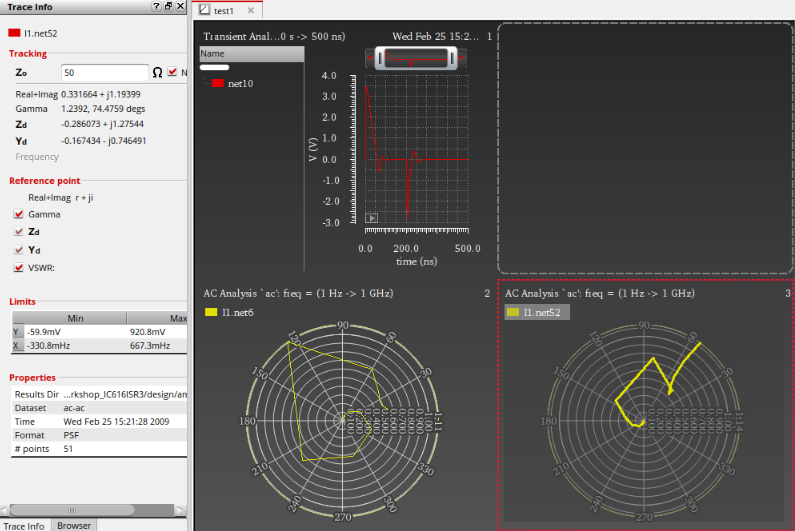 Trace Info
I1.net52
Tracking
Zo 50 Ω N
Real+Imag 0.331664 + j1.19399
Gamma 1.2392, 74.4759 degs
Zd -0.286073 + j1.27544
Yd -0.167434 - j0.746491
Frequency
Reference point
Real+Imag r + ji
Gamma
Zd
Yd
VSWR:
Limits
Min Max
Y -59.9mV 920.8mV
X -330.8mHz 667.3mHz
Properties
Results Dir ...rkshop_IC616ISR3/design/am
Dataset ac-ac
Time Wed Feb 25 15:21:28 2009
Format PSF
# points 51
Trace Info Browser
test1
Transient Anal...0 s -> 500 ns) Wed Feb 25 15:2... 1
Name
net10
4.0
3.0
2.0
1.0
0.0
-1.0
-2.0
-3.0
V (V)
0.0 200.0 500.0
time (ns)
AC Analysis `ac': freq = (1 Hz -> 1 GHz) 2
I1.net6
90
120 60
150 30
180
210 330
240 300
270
AC Analysis `ac': freq = (1 Hz -> 1 GHz) 3
I1.net52
90
120 60
150 30
180
210 330
240 300
270